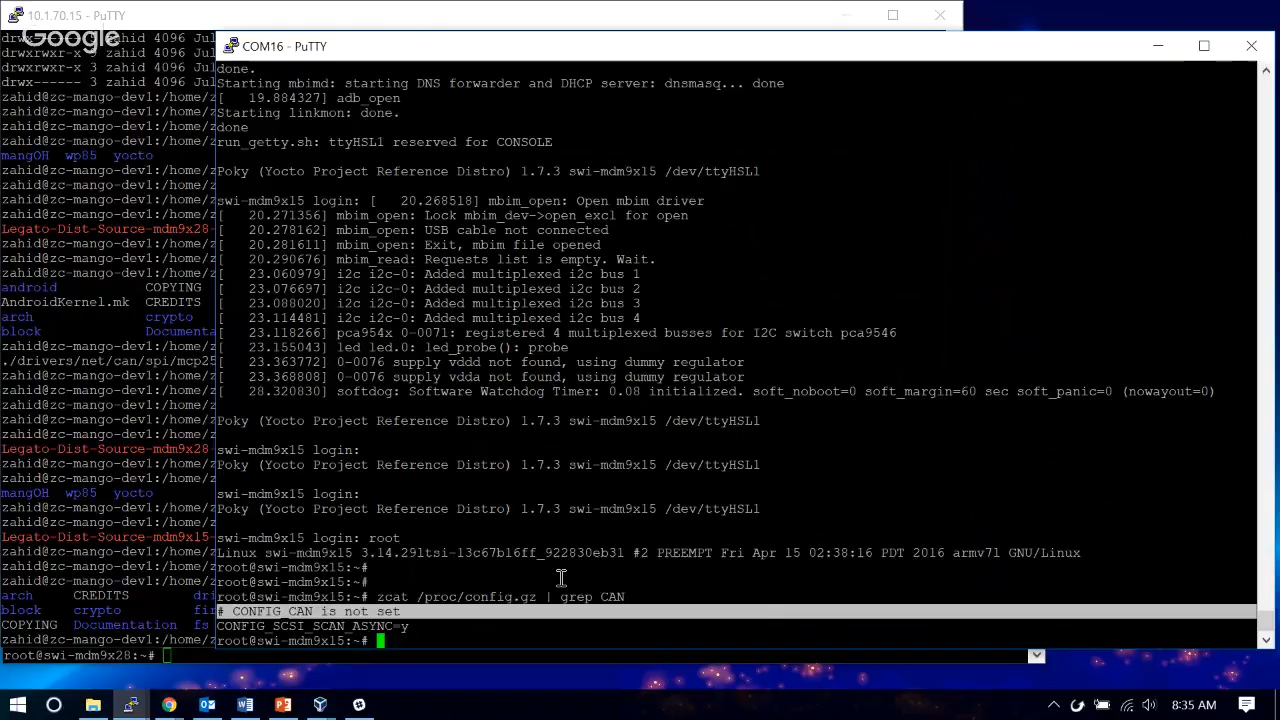 10.1.70.15 - PuTTY
Google
drwx------ 3 zahid 4096 Jul
drwxrwxr-x 3 zahid 4096 Jul
drwxrwxr-x 3 zahid 4096 Jul
drwx------ 3 zahid 4096 Jul
zahid@zc-mango-dev1:/home/z
zahid@zc-mango-dev1:/home/z
zahid@zc-mango-dev1:/home/z
zahid@zc-mango-dev1:/home/z
mangOH wp85 yocto
zahid@zc-mango-dev1:/home/z
zahid@zc-mango-dev1:/home/z
zahid@zc-mango-dev1:/home/z
zahid@zc-mango-dev1:/home/z
Legato-Dist-Source-mdm9x28-
zahid@zc-mango-dev1:/home/z
zahid@zc-mango-dev1:/home/z
zahid@zc-mango-dev1:/home/z
android COPYING
AndroidKernel.mk CREDITS
arch crypto
block Documenta
zahid@zc-mango-dev1:/home/z
./drivers/net/can/spi/mcp25
zahid@zc-mango-dev1:/home/z
zahid@zc-mango-dev1:/home/z
zahid@zc-mango-dev1:/home/z
zahid@zc-mango-dev1:/home/z
zahid@zc-mango-dev1:/home/z
Legato-Dist-Source-mdm9x28
zahid@zc-mango-dev1:/home/z
zahid@zc-mango-dev1:/home/z
mangOH wp85 yocto
zahid@zc-mango-dev1:/home/z
zahid@zc-mango-dev1:/home/z
Legato-Dist-Source-mdm9x15-
zahid@zc-mango-dev1:/home/z
zahid@zc-mango-dev1:/home/z
zahid@zc-mango-dev1:/home/z
arch CREDITS dri
block crypto fir
COPYING Documentation fs
zahid@zc-mango-dev1:/home/z
root@swi-mdm9x28:~#
COM16 - PuTTY
done.
Starting mbimd: starting DNS forwarder and DHCP server: dnsmasq... done
[   19.884327] adb_open
Starting linkmon: done.
done
run_getty.sh: ttyHSL1 reserved for CONSOLE
Poky (Yocto Project Reference Distro) 1.7.3 swi-mdm9x15 /dev/ttyHSL1
swi-mdm9x15 login: [   20.268518] mbim_open: Open mbim driver
[   20.271356] mbim_open: Lock mbim_dev->open_excl for open
[   20.278162] mbim_open: USB cable not connected
[   20.281611] mbim_open: Exit, mbim file opened
[   20.290676] mbim_read: Requests list is empty. Wait.
[   23.060979] i2c i2c-0: Added multiplexed i2c bus 1
[   23.076697] i2c i2c-0: Added multiplexed i2c bus 2
[   23.088020] i2c i2c-0: Added multiplexed i2c bus 3
[   23.114481] i2c i2c-0: Added multiplexed i2c bus 4
[   23.118266] pca954x 0-0071: registered 4 multiplexed busses for I2C switch pca9546
[   23.155043] led led.0: led_probe(): probe
[   23.363772] 0-0076 supply vddd not found, using dummy regulator
[   23.368808] 0-0076 supply vdda not found, using dummy regulator
[   28.320830] softdog: Software Watchdog Timer: 0.08 initialized. soft_noboot=0 soft_margin=60 sec soft_panic=0 (nowayout=0)
Poky (Yocto Project Reference Distro) 1.7.3 swi-mdm9x15 /dev/ttyHSL1
swi-mdm9x15 login:
Poky (Yocto Project Reference Distro) 1.7.3 swi-mdm9x15 /dev/ttyHSL1
swi-mdm9x15 login:
Poky (Yocto Project Reference Distro) 1.7.3 swi-mdm9x15 /dev/ttyHSL1
swi-mdm9x15 login: root
Linux swi-mdm9x15 3.14.29ltsi-13c67b16ff_922830eb31 #2 PREEMPT Fri Apr 15 02:38:16 PDT 2016 armv7l GNU/Linux
root@swi-mdm9x15:~#
root@swi-mdm9x15:~#
root@swi-mdm9x15:~# zcat /proc/config.gz | grep CAN
# CONFIG_CAN is not set
CONFIG_SCSI_SCAN_ASYNC=y
root@swi-mdm9x15:~#
8:35 AM